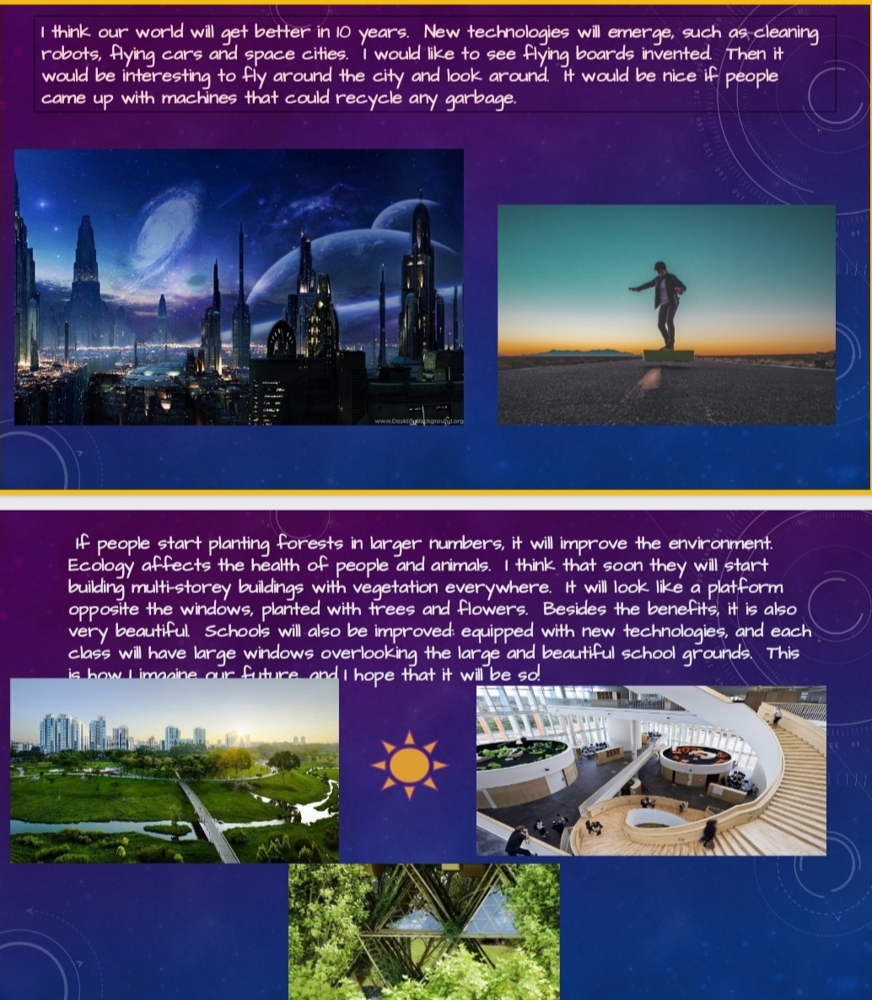 I think our world will get better in 10 years. New technologies will emerge, such as cleaning
robots, flying cars and space cities. I would like to see flying boards invented. Then it
would be interesting to fly around the city and look around. It would be nice if people
came up with machines that could recycle any garbage.
www.DesktopBackground.org
If people start planting forests in larger numbers, it will improve the environment.
Ecology affects the health of people and animals. I think that soon they will start
building multi-storey buildings with vegetation everywhere. It will look like a platform
opposite the windows, planted with trees and flowers. Besides the benefits, it is also
very beautiful. Schools will also be improved: equipped with new technologies, and each
class will have large windows overlooking the large and beautiful school grounds. This
is how I imagine our future, and I hope that it will be so!